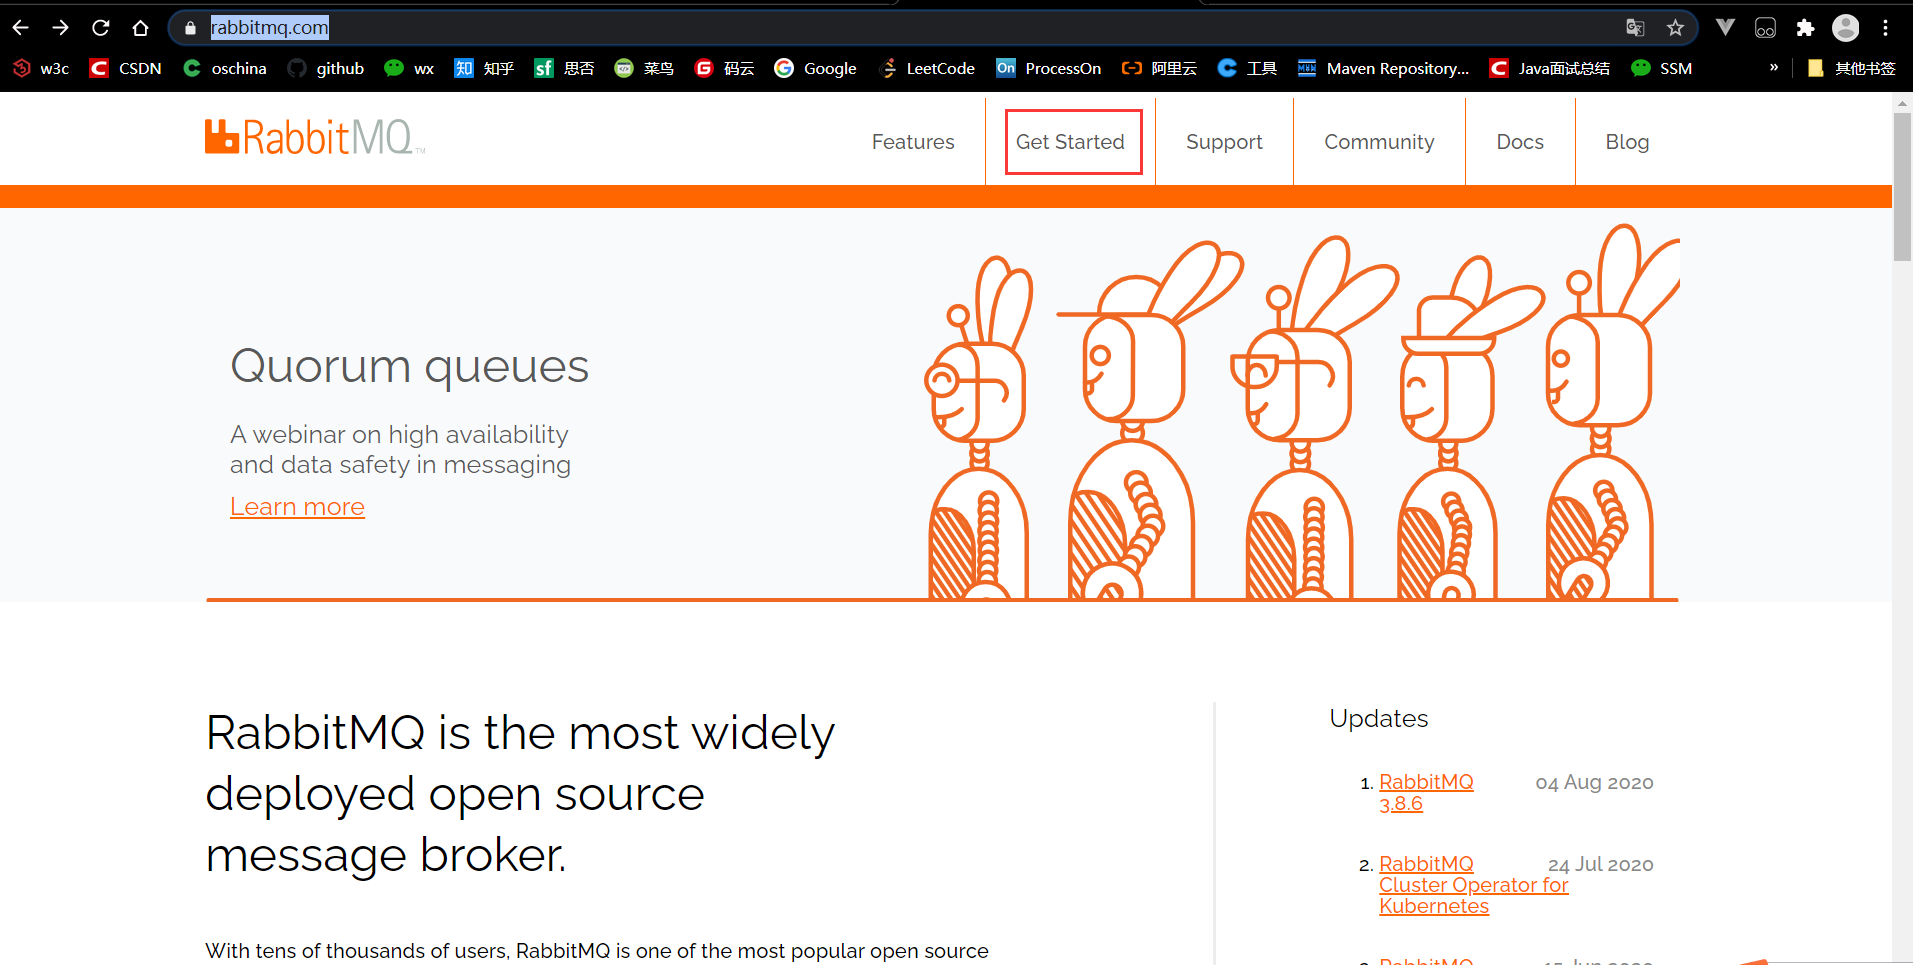 rabbitmq.com
w3c CSDN oschina github wx 知 知乎 sf 思否 菜鸟 G 码云 Google LeetCode On ProcessOn 阿里云 工具 Maven Repository... Java面试总结 SSM » 其他书签
RabbitMQ™
Features Get Started Support Community Docs Blog
Quorum queues
A webinar on high availability
and data safety in messaging
Learn more
RabbitMQ is the most widely
deployed open source
message broker.
With tens of thousands of users, RabbitMQ is one of the most popular open source
Updates
1. RabbitMQ 04 Aug 2020
3.8.6
2. RabbitMQ 24 Jul 2020
Cluster Operator for
Kubernetes